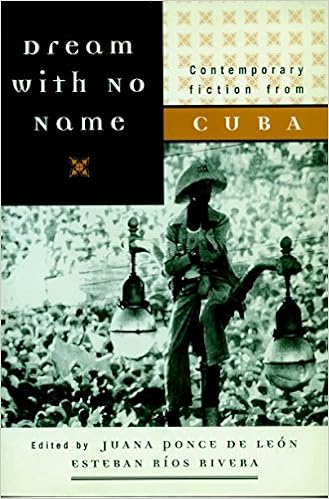 Dream
with No
Name
Contemporary
fiction from
CUBA
Edited by JUANA PONCE DE LEÓN
ESTEBAN RÍOS RIVERA